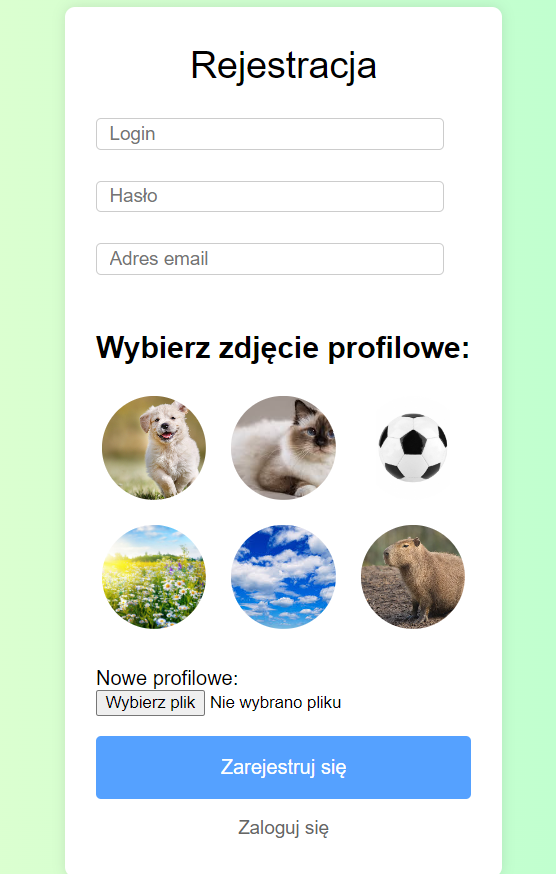 Rejestracja
Login
Hasło
Adres email
Wybierz zdjęcie profilowe:
Nowe profilowe:
Wybierz plik Nie wybrano pliku
Zarejestruj się
Zaloguj się